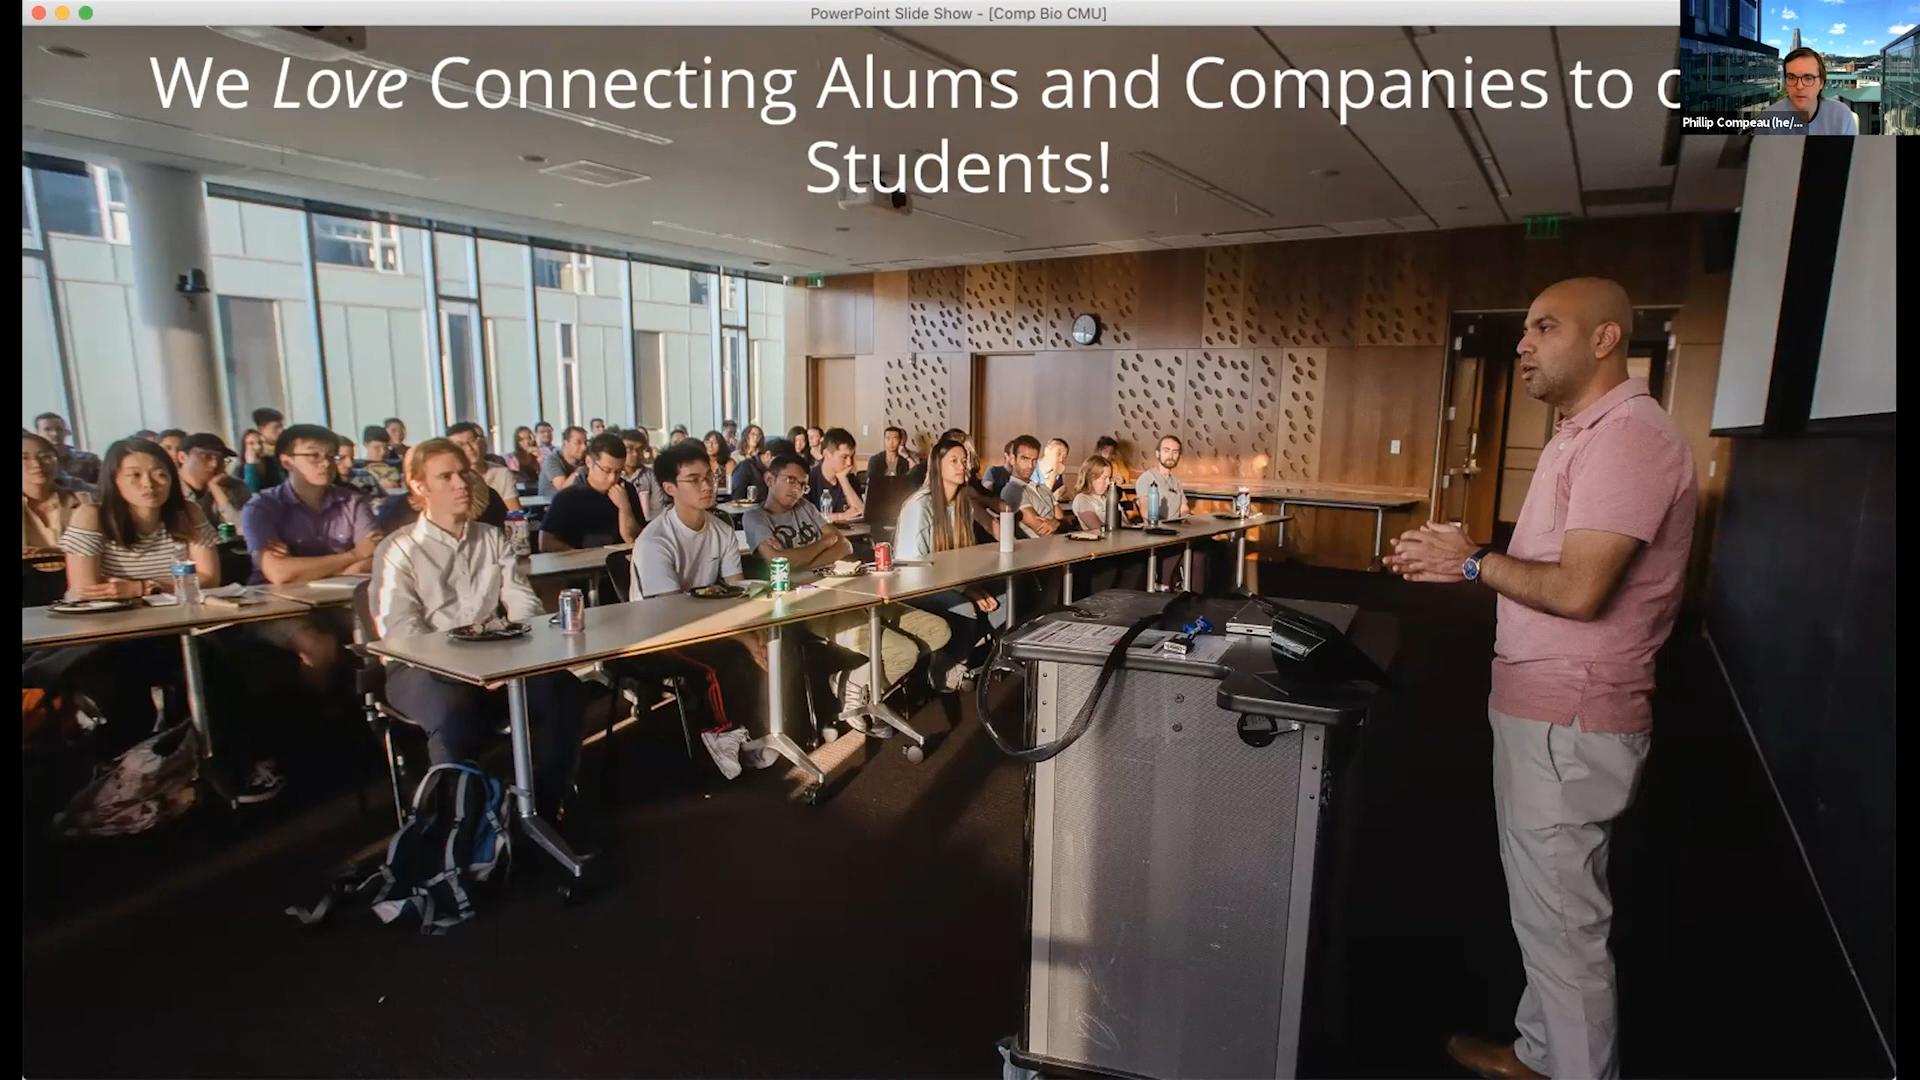 PowerPoint Slide Show - [Comp Bio CMU]
We Love Connecting Alums and Companies to
Students!
Phillip Compeau (he/...